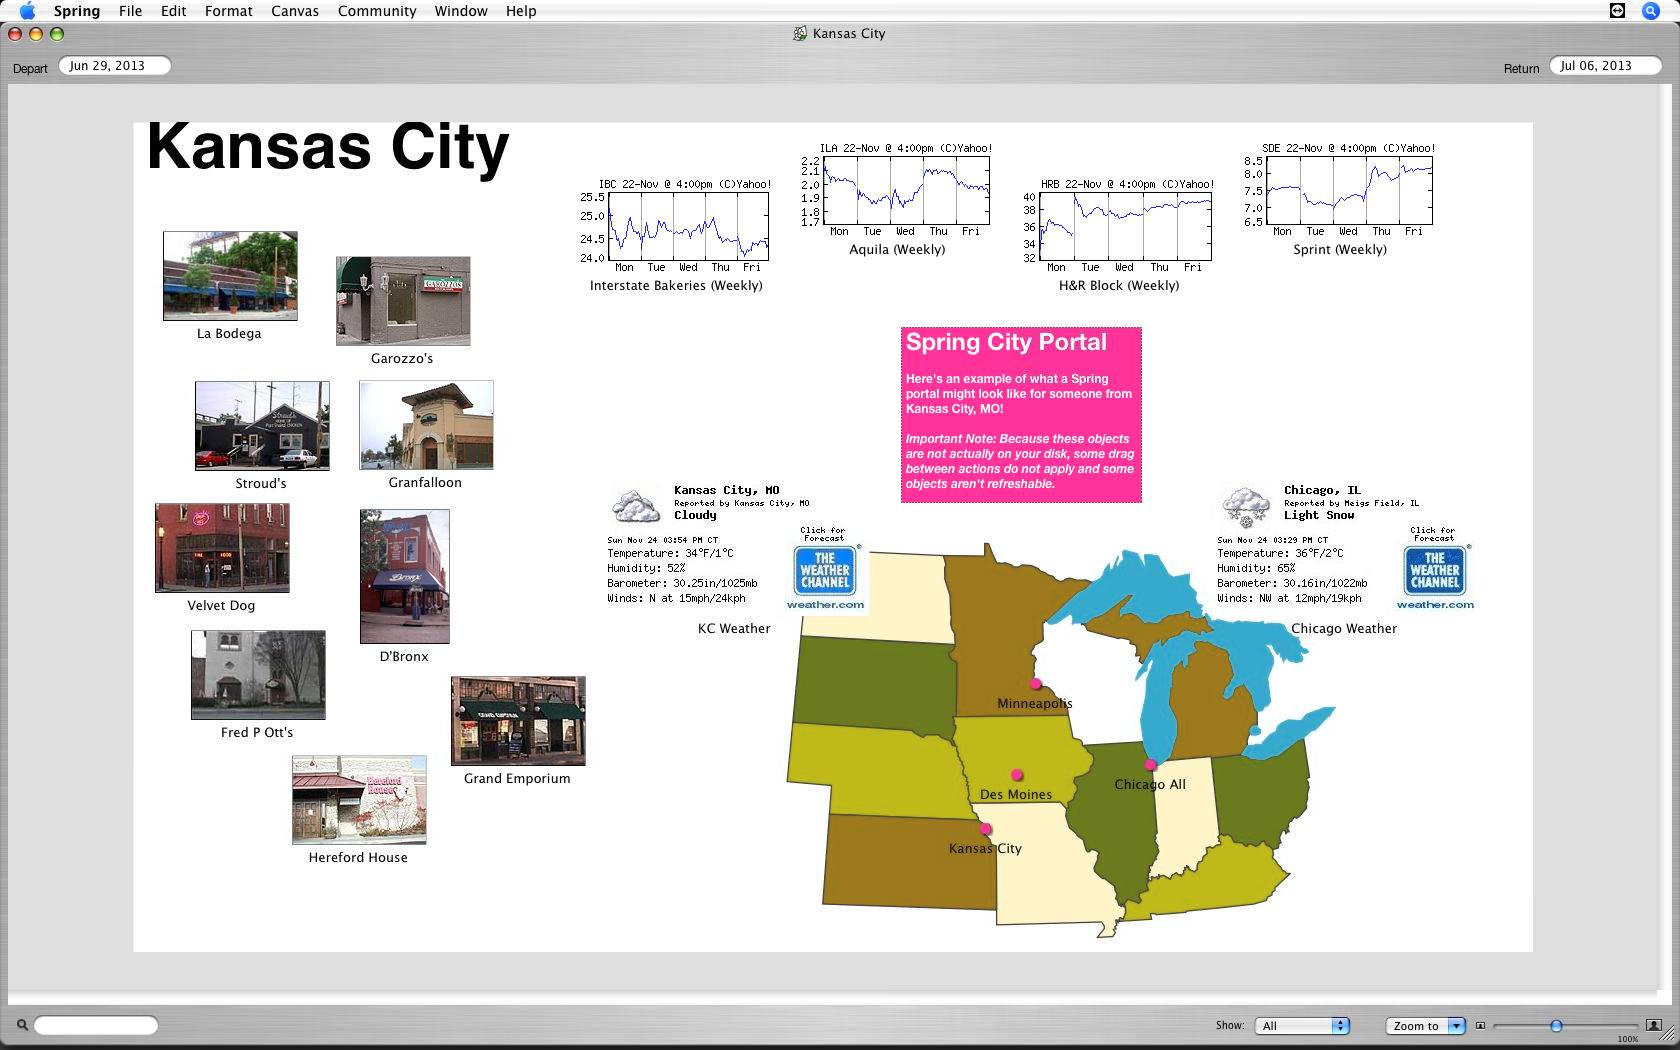 Spring File Edit Format Canvas Community Window Help
Kansas City
Depart Jun 29, 2013
Return Jul 06, 2013
Kansas City
IBC 22-Nov @ 4:00pm (C)Yahoo!
25.5
25.0
24.5
24.0
Mon Tue Wed Thu Fri
Interstate Bakeries (Weekly)
ILA 22-Nov @ 4:00pm (C)Yahoo!
2.2
2.1
2.0
1.9
1.8
1.7
Mon Tue Wed Thu Fri
Aquila (Weekly)
HRB 22-Nov @ 4:00pm (C)Yahoo!
40
38
36
34
32
Mon Tue Wed Thu Fri
H&R Block (Weekly)
SDE 22-Nov @ 4:00pm (C)Yahoo!
8.5
8.0
7.5
7.0
6.5
Mon Tue Wed Thu Fri
Sprint (Weekly)
La Bodega
GAROZZO'S
Garozzo's
Stroud's
Stroud's
Granfalloon
Velvet Dog
D'Bronx
Fred P Ott's
GRAND EMPORIUM
Grand Emporium
Hereford
House
Hereford House
Spring City Portal
Here's an example of what a Spring
portal might look like for someone from
Kansas City, MO!
Important Note: Because these objects
are not actually on your disk, some drag
between actions do not apply and some
objects aren't refreshable.
Kansas City, MO
Reported by Kansas City, MO
Cloudy
Sun Nov 24 03:54 PM CT
Temperature: 34°F/1°C
Humidity: 52%
Barometer: 30.25in/1025mb
Winds: N at 15mph/24kph
Click for
Forecast
THE
WEATHER
CHANNEL
®
weather.com
KC Weather
Chicago, IL
Reported by Meigs Field, IL
Light Snow
Sun Nov 24 03:29 PM CT
Temperature: 36°F/2°C
Humidity: 65%
Barometer: 30.16in/1022mb
Winds: NW at 12mph/19kph
Click for
Forecast
THE
WEATHER
CHANNEL
®
weather.com
Chicago Weather
Minneapolis
Chicago All
Des Moines
Kansas City
Show: All
Zoom to
100%